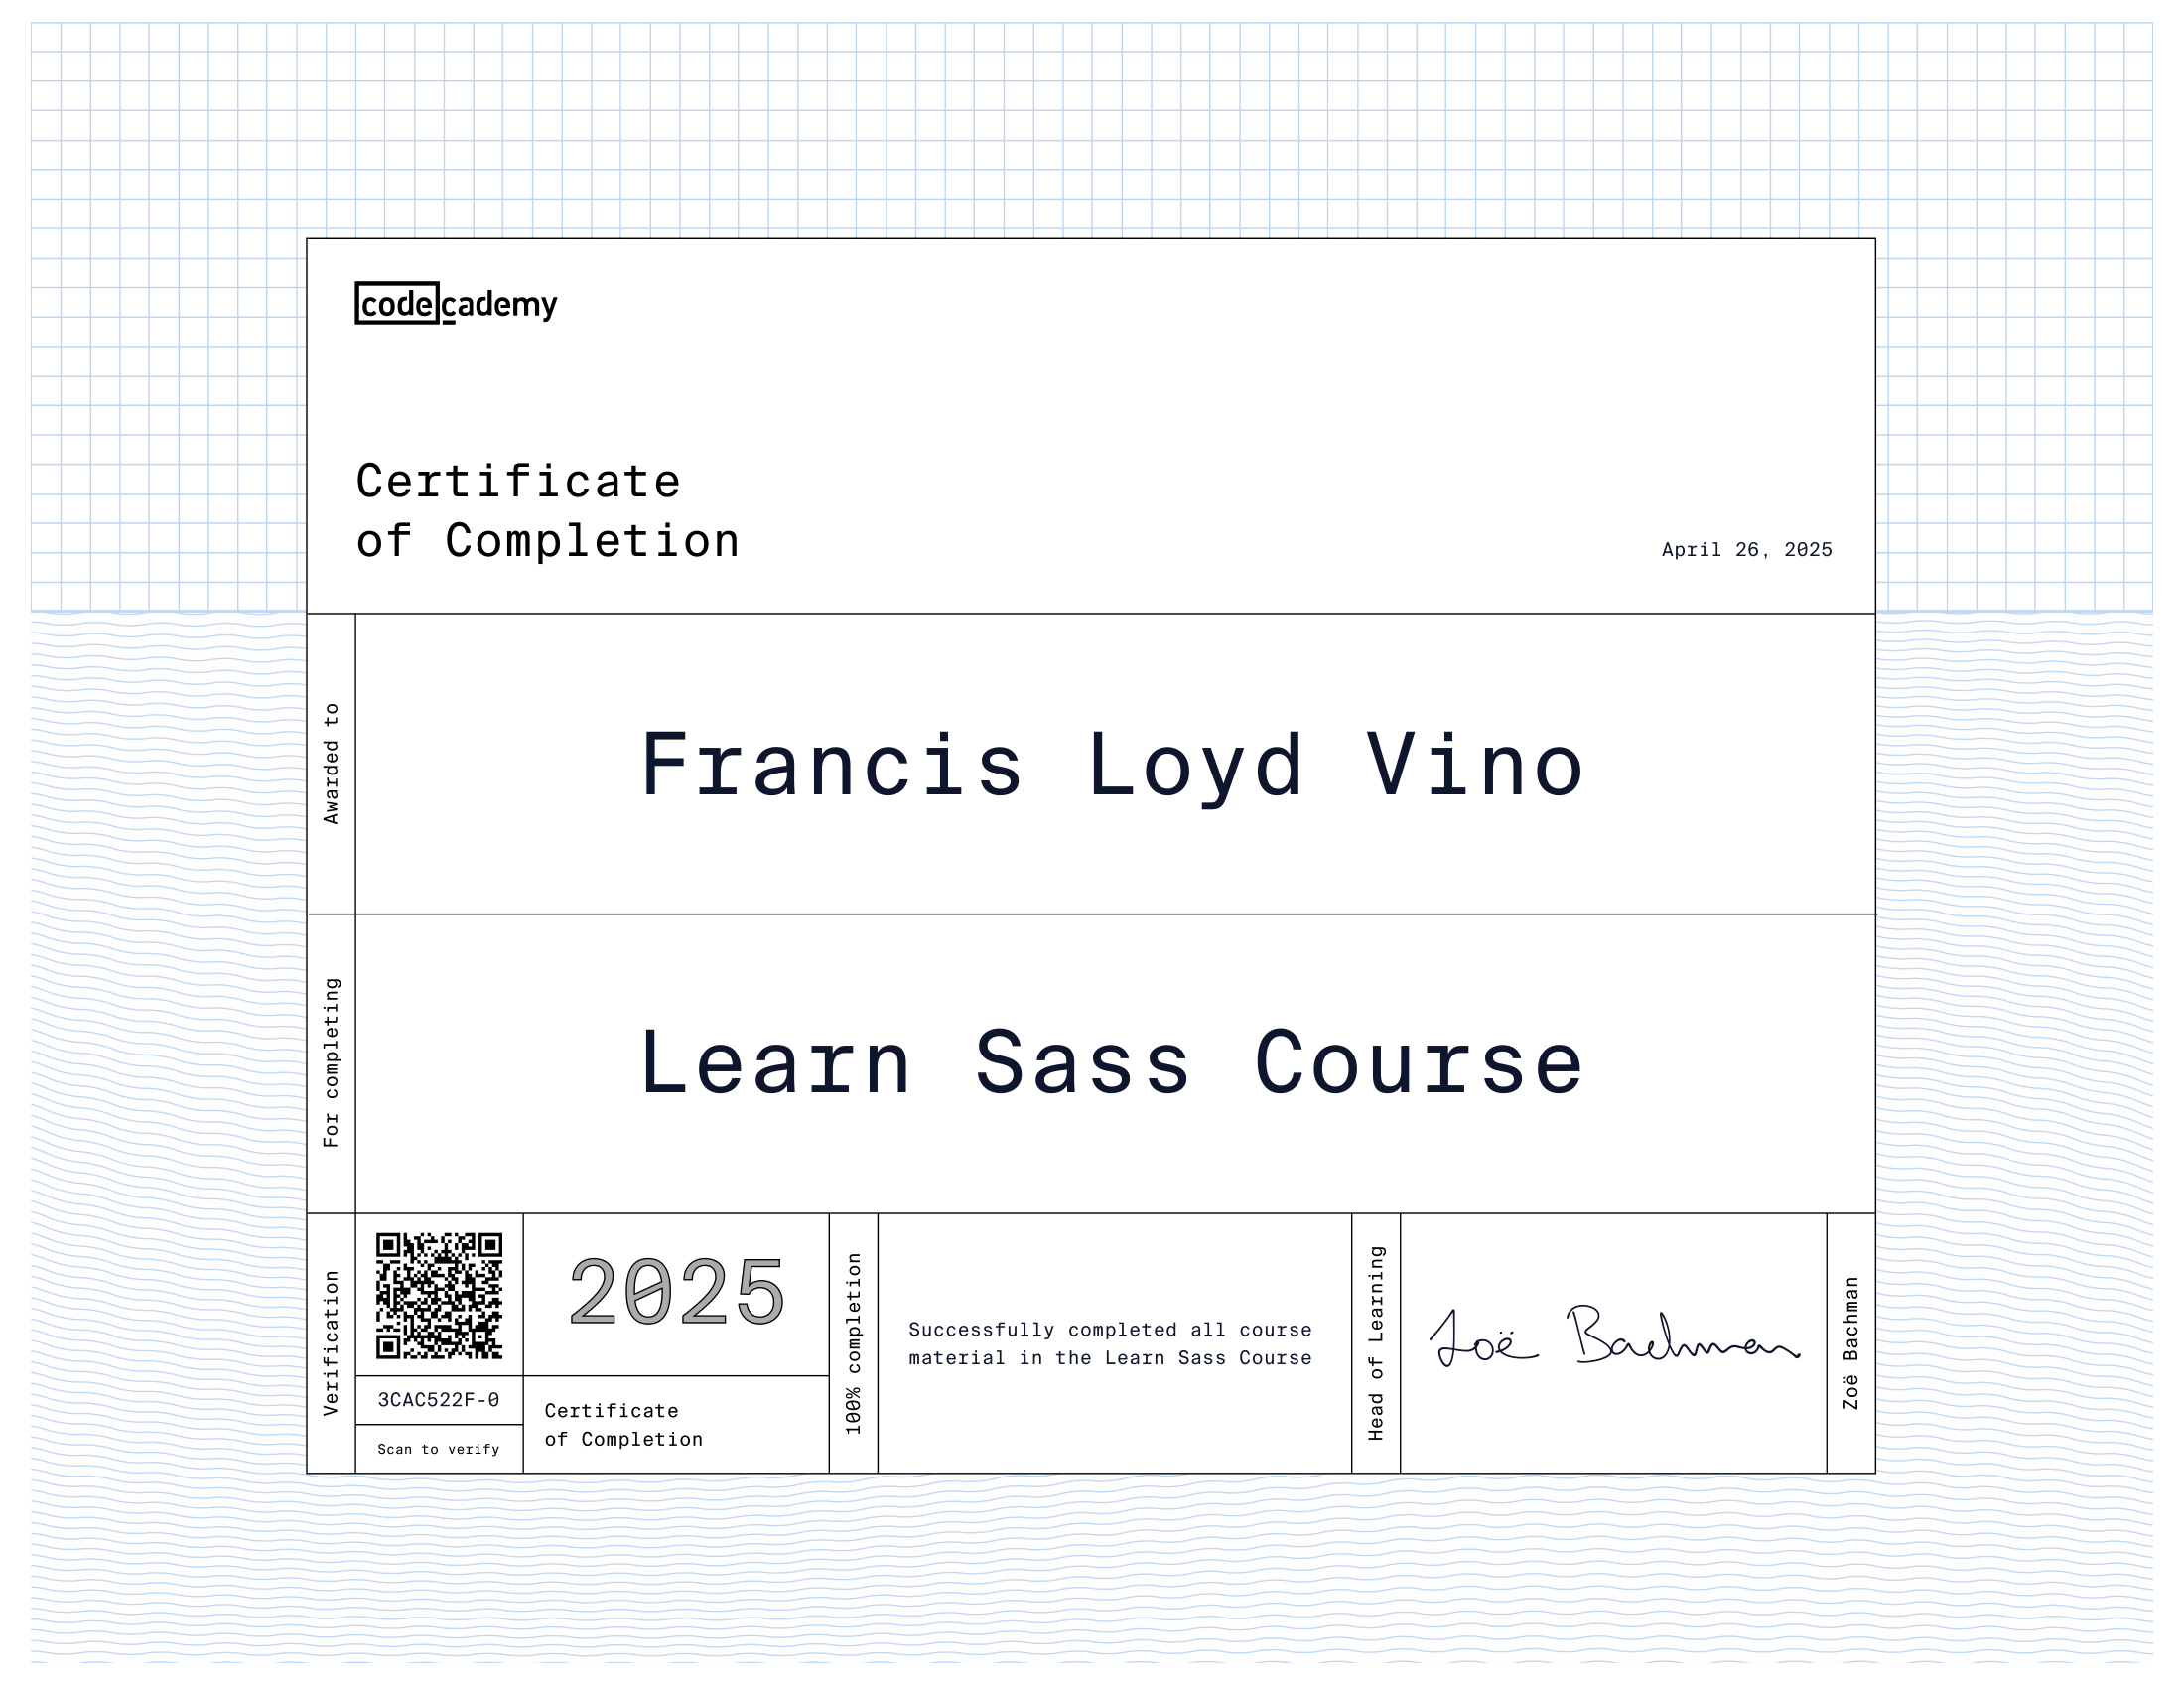 codecademy
Certificate
of Completion
April 26, 2025
Awarded to
Francis Loyd Vino
For completing
Learn Sass Course
Verification
3CAC522F-0
Scan to verify
2025
Certificate
of Completion
100% completion
Successfully completed all course
material in the Learn Sass Course
Head of Learning
Zoë Bachman
Zoë Bachman